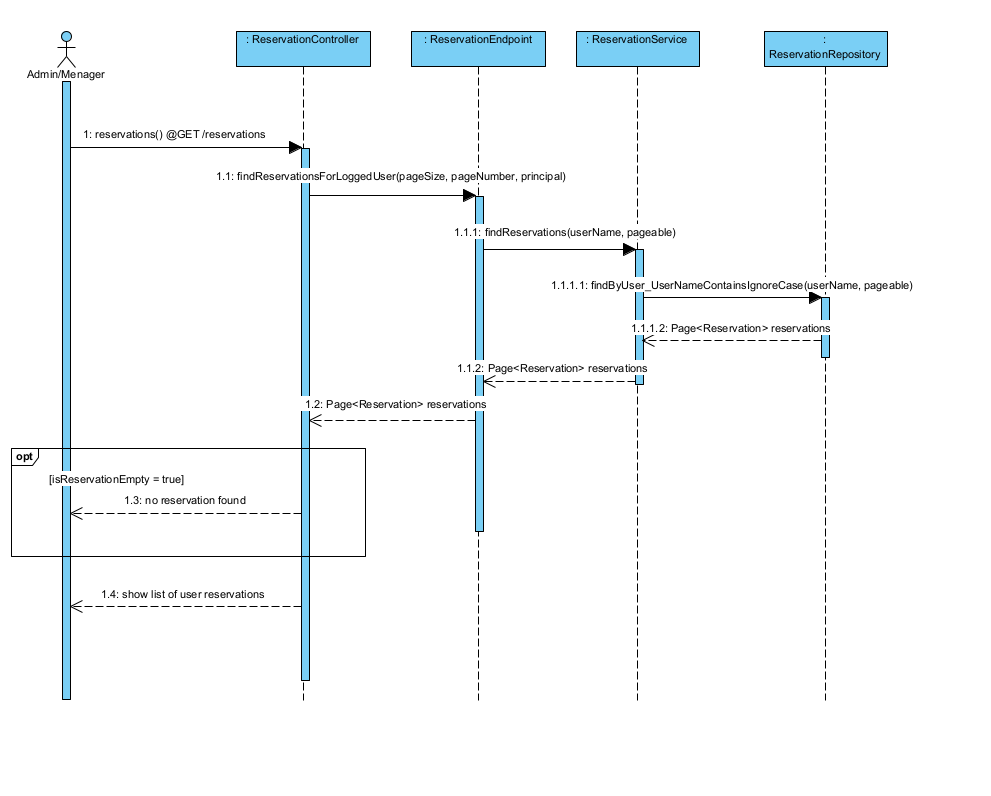 : ReservationController
: ReservationEndpoint
: ReservationService
:
ReservationRepository
Admin/Menager
1: reservations() @GET /reservations
1.1: findReservationsForLoggedUser(pageSize, pageNumber, principal)
1.1.1: findReservations(userName, pageable)
1.1.1.1: findByUser_UserNameContainsIgnoreCase(userName, pageable)
1.1.1.2: Page<Reservation> reservations
1.1.2: Page<Reservation> reservations
1.2: Page<Reservation> reservations
opt
[isReservationEmpty = true]
1.3: no reservation found
1.4: show list of user reservations